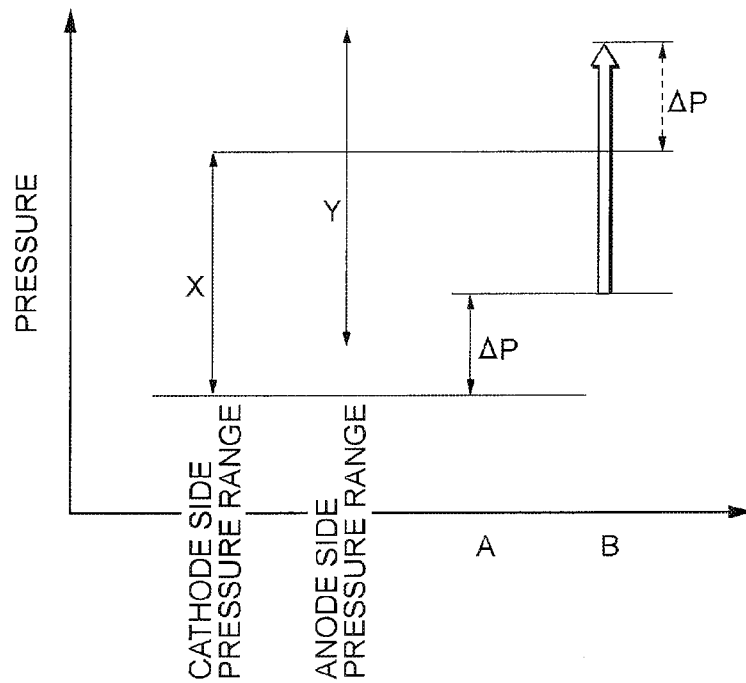 PRESSURE
X
Y
ΔP
ΔP
CATHODE SIDE
PRESSURE RANGE
ANODE SIDE
PRESSURE RANGE
A
B